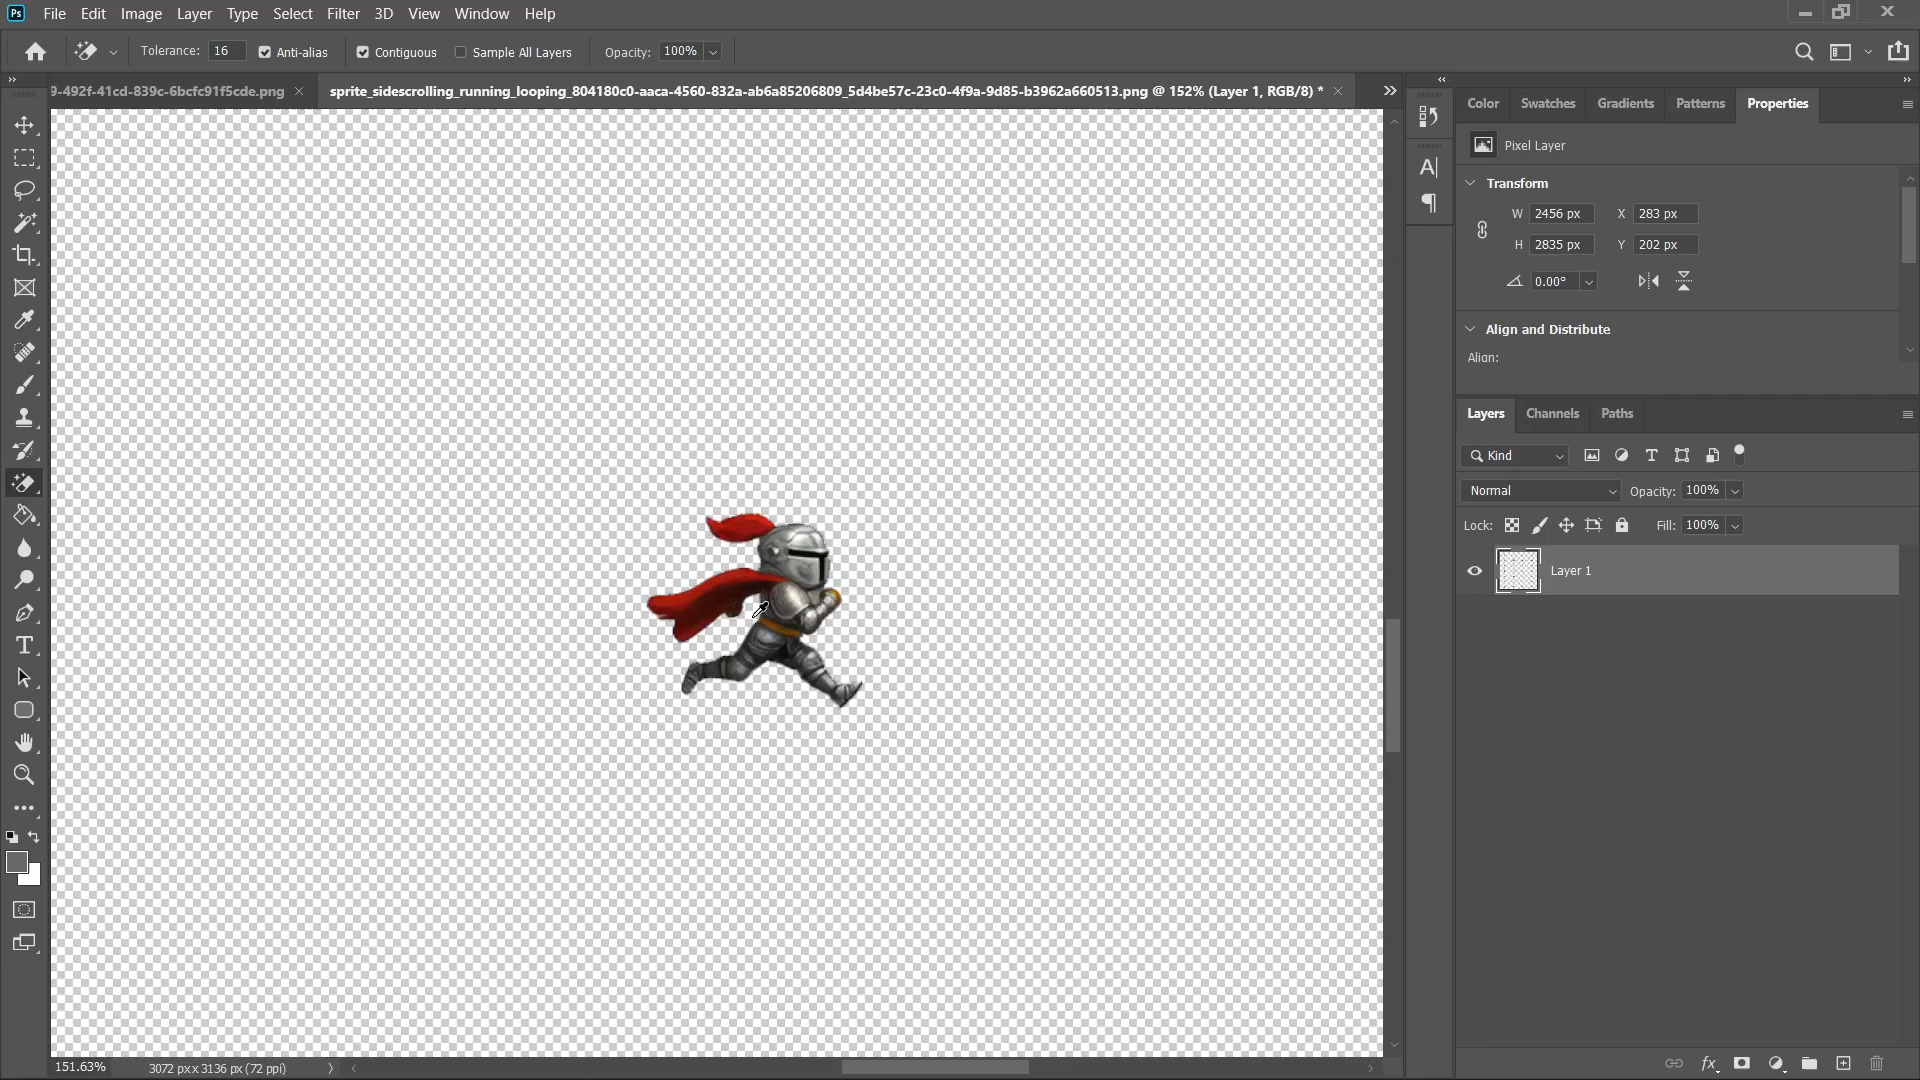 Ps File Edit Image Layer Type Select Filter 3D View Window Help
Tolerance: 16 Anti-alias Contiguous Sample All Layers Opacity: 100%
9-492f-41cd-839c-6bcfc91f5cde.png
sprite_sidescrolling_running_looping_804180c0-aaca-4560-832a-ab6a85206809_5d4be57c-23c0-4f9a-9d85-b3962a660513.png @ 152% (Layer 1, RGB/8) *
Color Swatches Gradients Patterns Properties
Pixel Layer
Transform
W 2456 px X 283 px
H 2835 px Y 202 px
0.00°
Align and Distribute
Align:
Layers Channels Paths
Kind
Normal Opacity: 100%
Lock: Fill: 100%
Layer 1
fx
151.63% 3072 px x 3136 px (72 ppi)